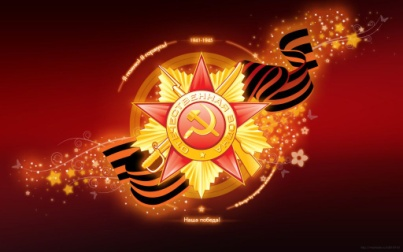 1941-1945
Я помню! Я горжусь!
ОТЕЧЕСТВЕННАЯ ВОЙНА
Наша победа!